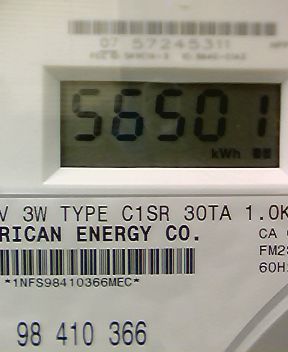 07 57245311
56501
kWh
V 3W TYPE C1SR 30TA 1.0K
RICAN ENERGY CO.
CA
FM2S
60H
*1NFS98410366MEC*
98 410 366